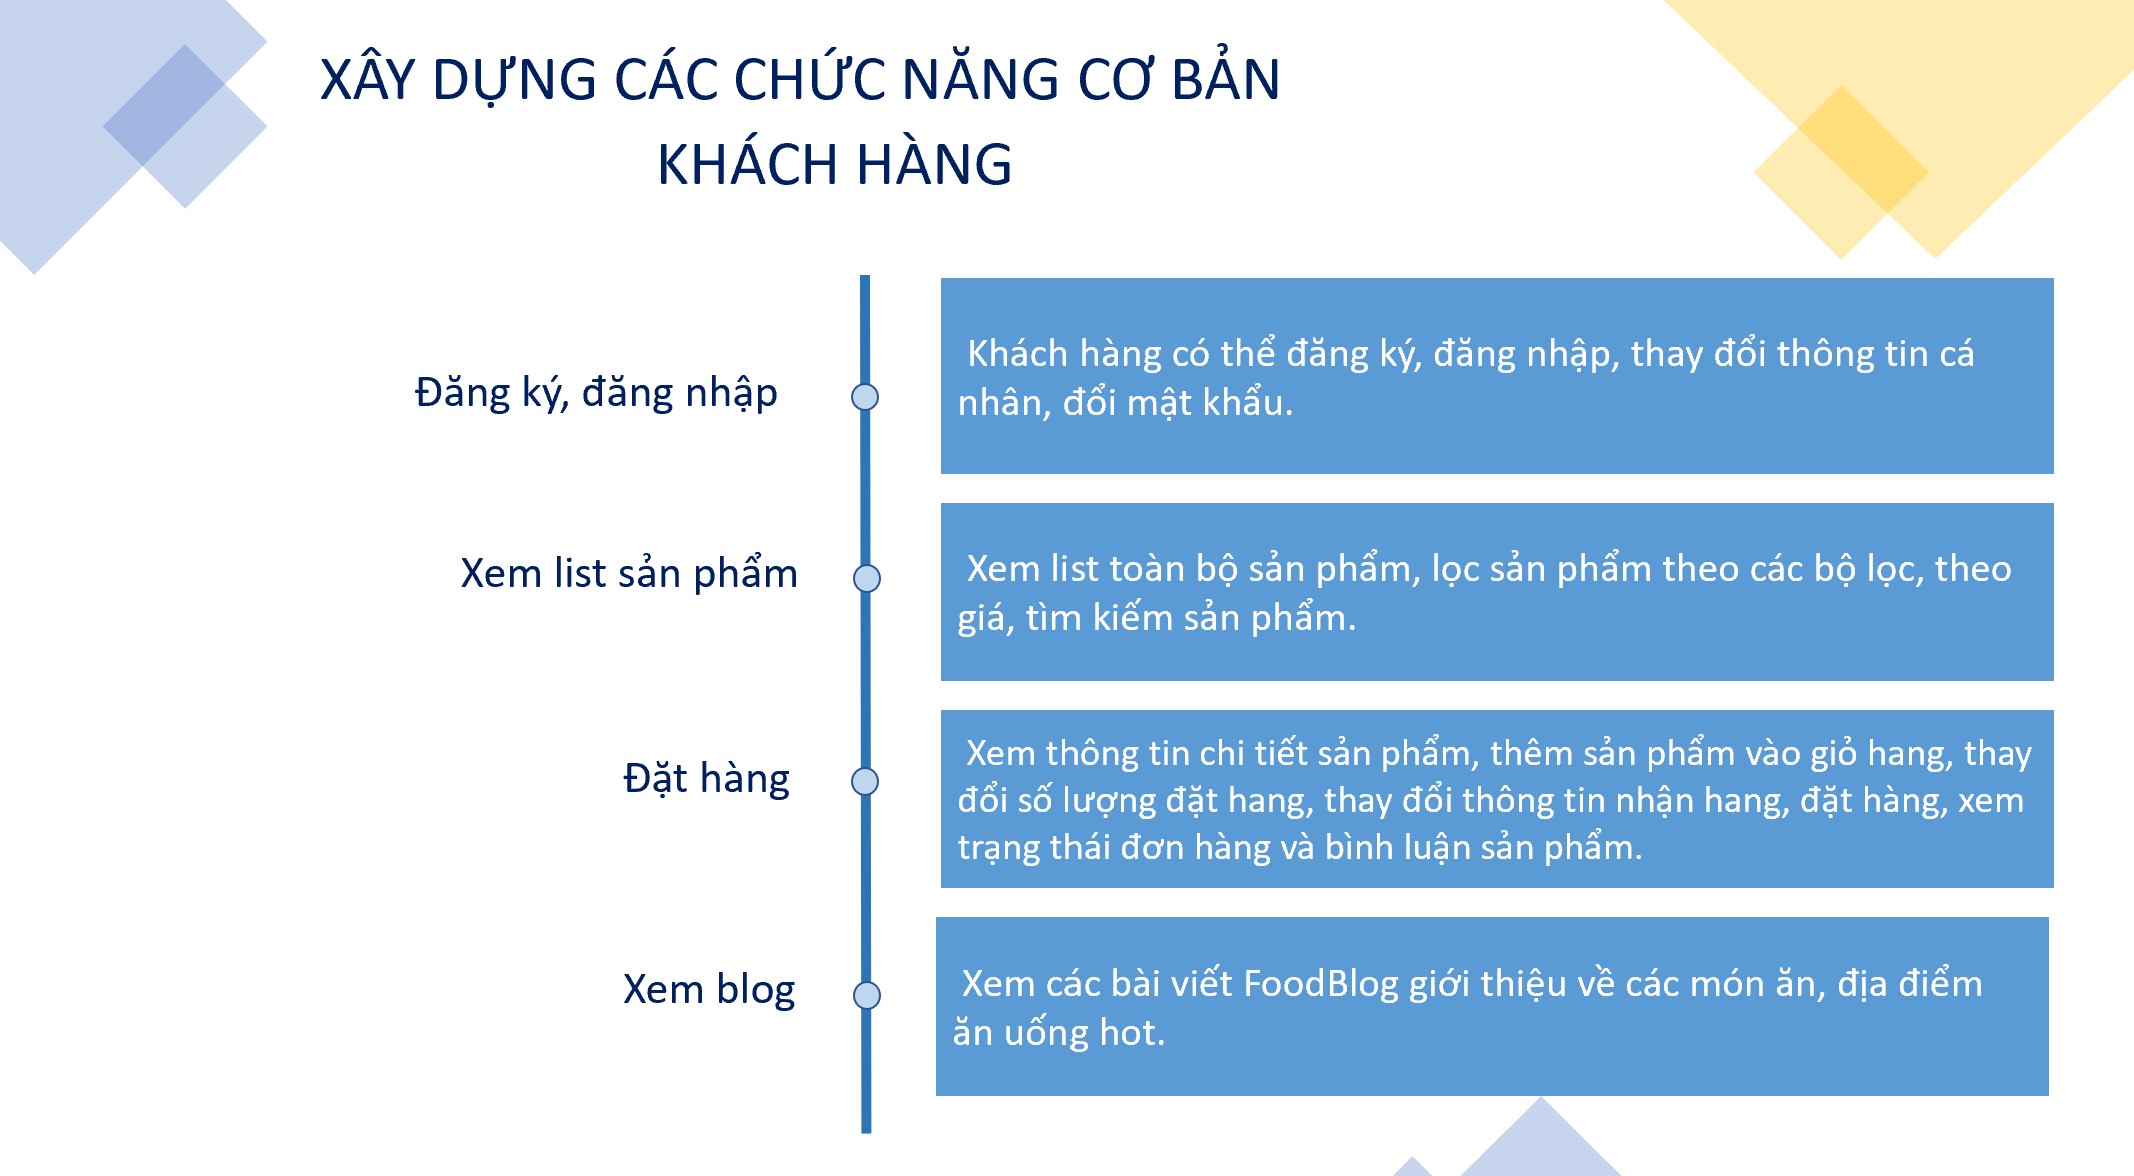 XÂY DỰNG CÁC CHỨC NĂNG CƠ BẢN
KHÁCH HÀNG
Đăng ký, đăng nhập
Khách hàng có thể đăng ký, đăng nhập, thay đổi thông tin cá
nhân, đổi mật khẩu.
Xem list sản phẩm
Xem list toàn bộ sản phẩm, lọc sản phẩm theo các bộ lọc, theo
giá, tìm kiếm sản phẩm.
Đặt hàng
Xem thông tin chi tiết sản phẩm, thêm sản phẩm vào giỏ hang, thay
đổi số lượng đặt hang, thay đổi thông tin nhận hang, đặt hàng, xem
trạng thái đơn hàng và bình luận sản phẩm.
Xem blog
Xem các bài viết FoodBlog giới thiệu về các món ăn, địa điểm
ăn uống hot.